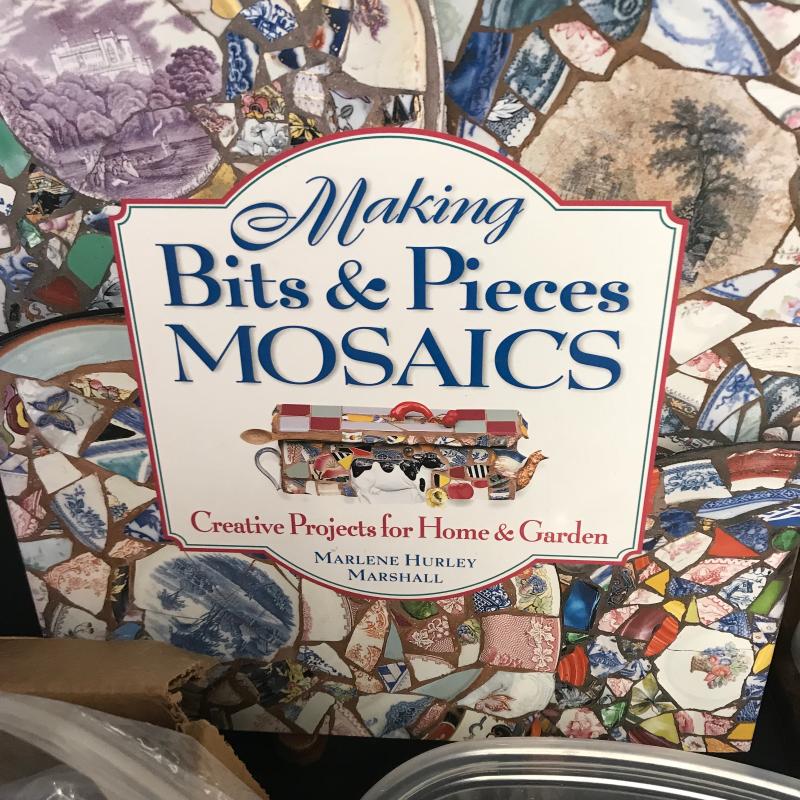 Making
Bits & Pieces
MOSAICS
Creative Projects for Home & Garden
MARLENE HURLEY
MARSHALL